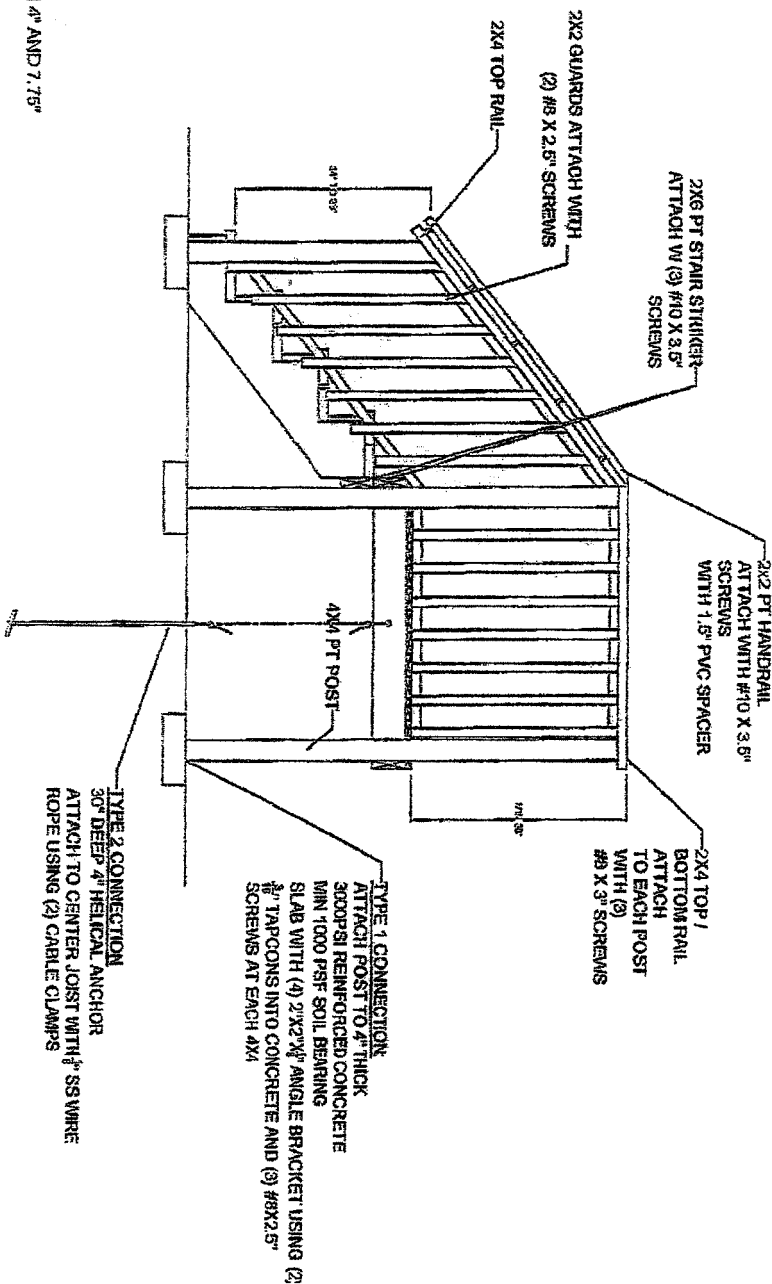 4" AND 7.75"
2X2 GUARDS ATTACH WITH
(2) #8 X 2.5" SCREWS
2X4 TOP RAIL
2X6 PT STAIR STRIKER
ATTACH W (3) #10 X 3.5"
SCREWS
2x2 PT HANDRAIL
ATTACH WITH #10 X 3.5"
SCREWS
WITH 1.5" PVC SPACER
2X4 TOP /
BOTTOM RAIL
ATTACH
TO EACH POST
WITH (3)
#8 X 3" SCREWS
4X4 PT POST
TYPE 1 CONNECTION
ATTACH POST TO 4" THICK
3000PSI REINFORCED CONCRETE
MIN 1000 PSF SOIL BEARING
SLAB WITH (4) 2"X2"X ANGLE BRACKET USING (2)
TAPCONS INTO CONCRETE AND (3) #8X2.5"
SCREWS AT EACH 4X4
TYPE 2 CONNECTION
30" DEEP 4" HELICAL ANCHOR
ATTACH TO CENTER JOIST WITH SS WIRE
ROPE USING (2) CABLE CLAMPS